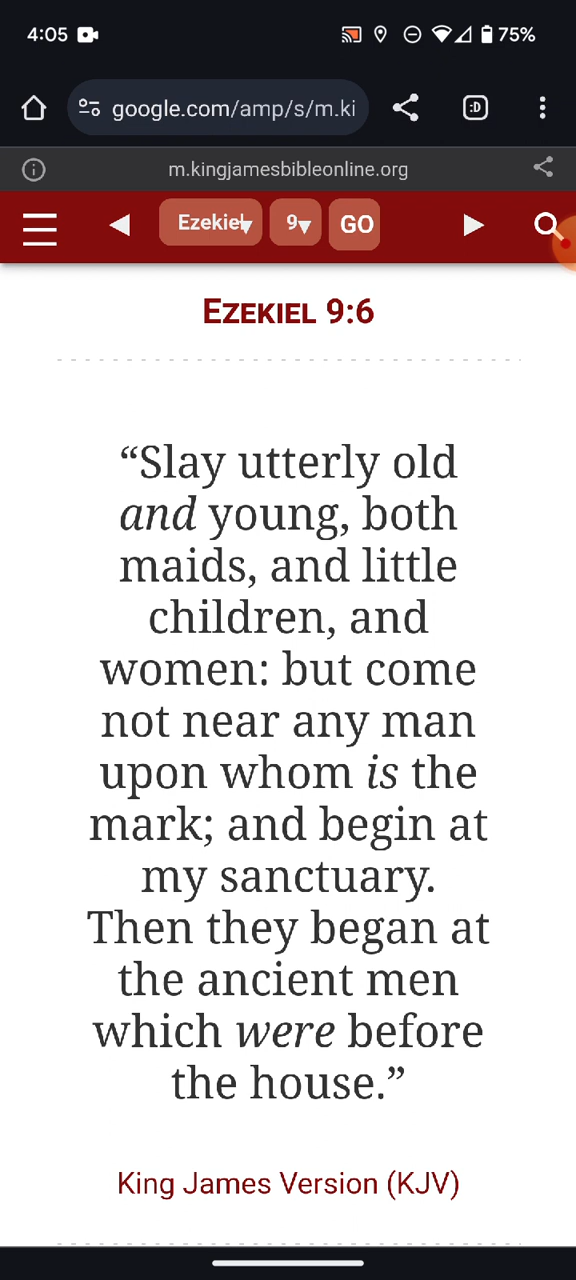 4:05 75%
google.com/amp/s/m.ki :D
m.kingjamesbibleonline.org
Ezekiel 9 GO
EZEKIEL 9:6
“Slay utterly old
and young, both
maids, and little
children, and
women: but come
not near any man
upon whom is the
mark; and begin at
my sanctuary.
Then they began at
the ancient men
which were before
the house.”
King James Version (KJV)